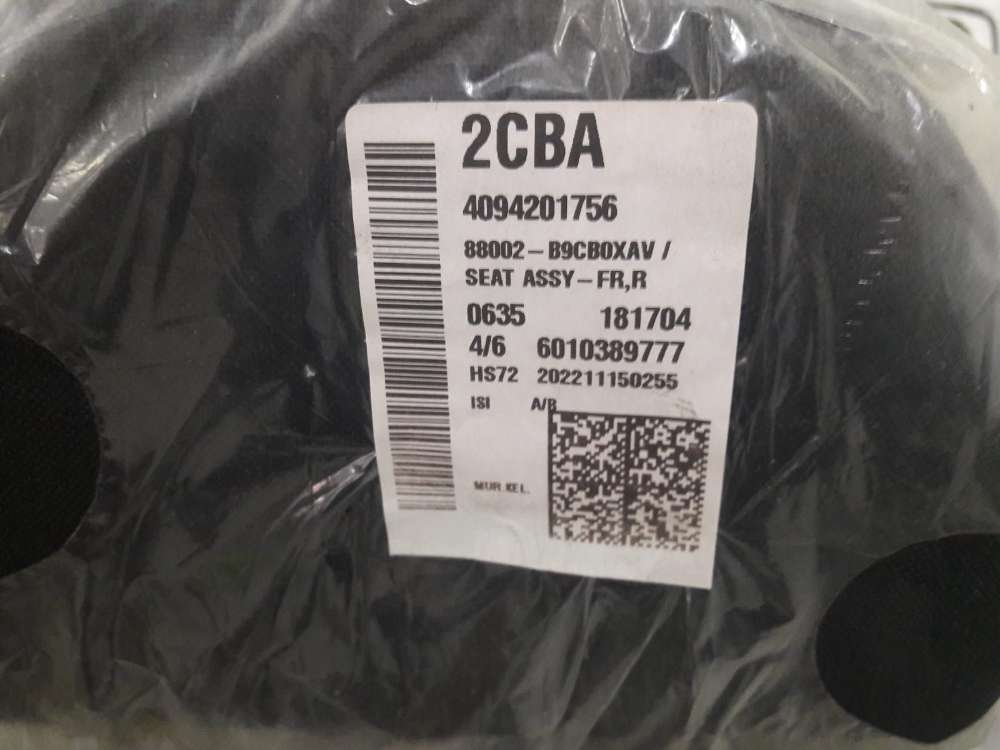 2CBA
4094201756
88002-B9CB0XAV /
SEAT ASSY-FR,R
0635 181704
4/6 6010389777
HS72 202211150255
ISI A/B
MUR.KEL.